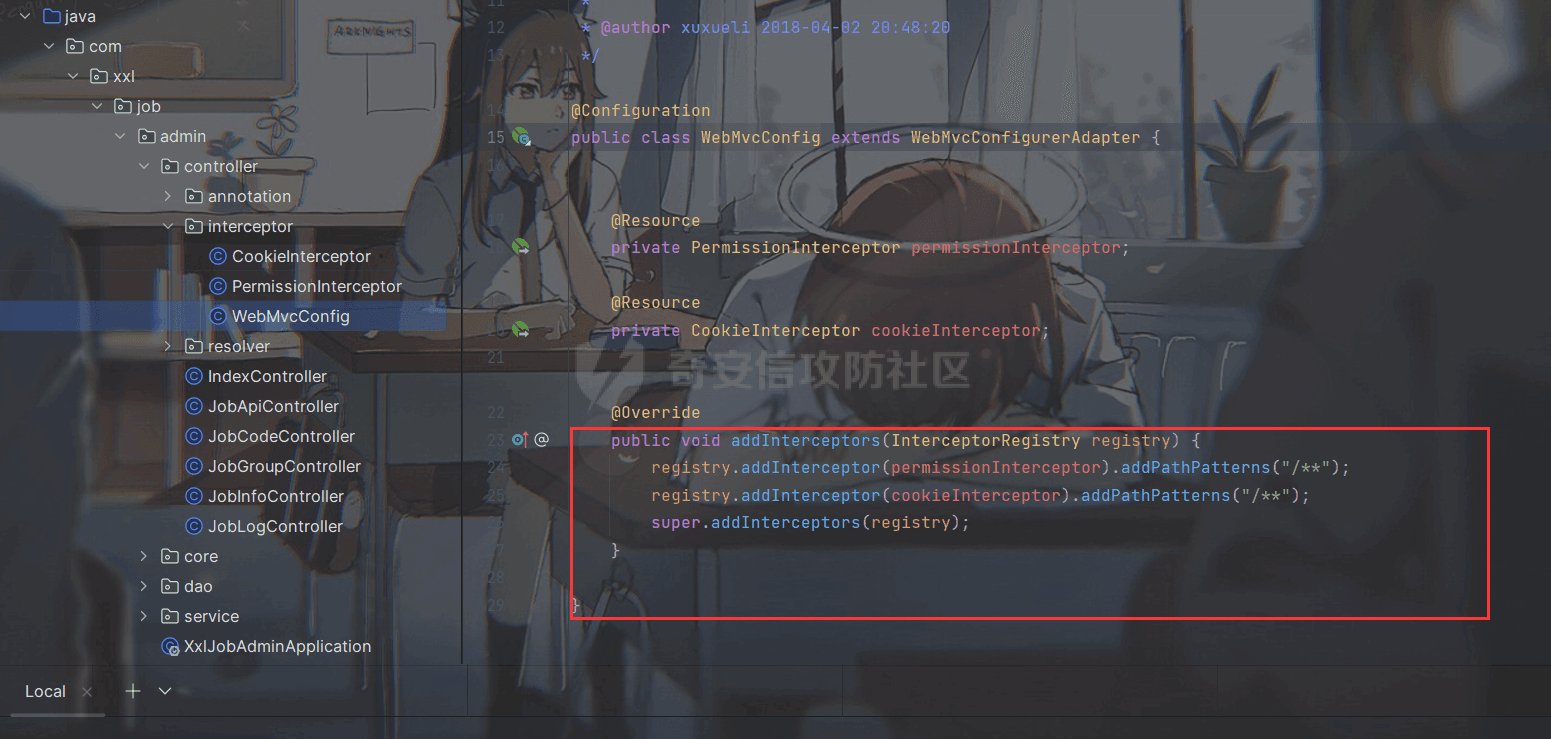 java
com
xxl
job
admin
controller
annotation
interceptor
CookieInterceptor
PermissionInterceptor
WebMvcConfig
resolver
IndexController
JobApiController
JobCodeController
JobGroupController
JobInfoController
JobLogController
core
dao
service
XxlJobAdminApplication
ARKNIGHTS
11 *
12 * @author xuxueli 2018-04-02 20:48:20
13 */
14 @Configuration
15 public class WebMvcConfig extends WebMvcConfigurerAdapter {
@Resource
private PermissionInterceptor permissionInterceptor;
@Resource
20 private CookieInterceptor cookieInterceptor;
21
22 @Override
23 @ public void addInterceptors(InterceptorRegistry registry) {
24 registry.addInterceptor(permissionInterceptor).addPathPatterns("/**");
25 registry.addInterceptor(cookieInterceptor).addPathPatterns("/**");
super.addInterceptors(registry);
}
28
29 }
奇安信攻防社区
Local